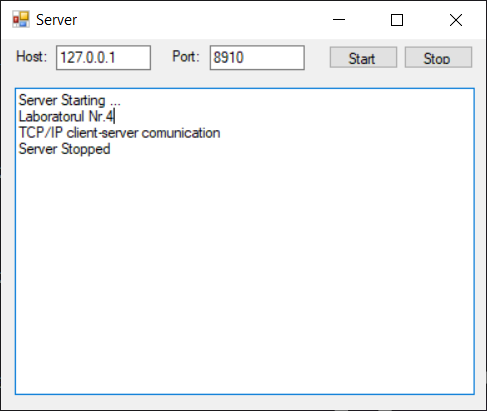 Server
Host: 127.0.0.1 Port: 8910 Start Stop
Server Starting ...
Laboratorul Nr.4
TCP/IP client-server comunication
Server Stopped